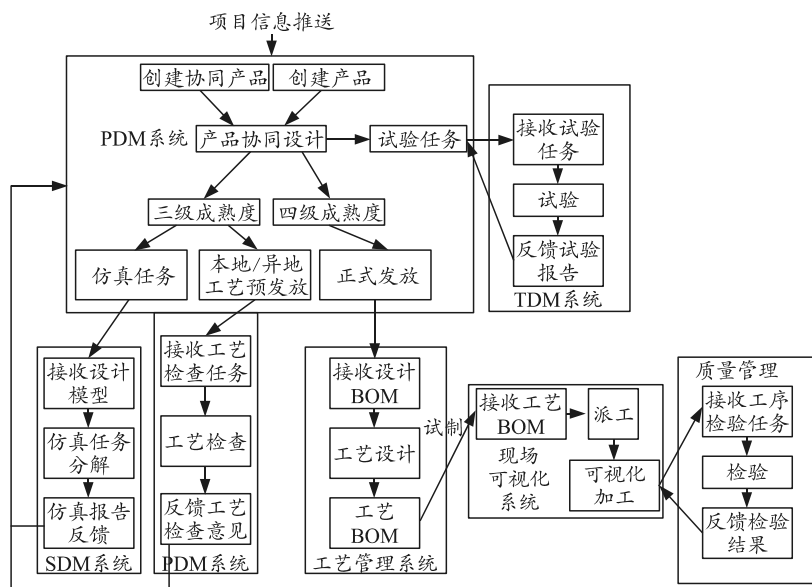 项目信息推送
创建协同产品
创建产品
PDM系统
产品协同设计
试验任务
三级成熟度
四级成熟度
仿真任务
本地/异地
工艺预发放
正式发放
接收试验
任务
试验
反馈试验
报告
TDM系统
接收设计
模型
仿真任务
分解
仿真报告
反馈
SDM系统
接收工艺
检查任务
工艺检查
反馈工艺
检查意见
PDM系统
接收设计
BOM
工艺设计
工艺
BOM
工艺管理系统
试制
接收工艺
BOM
派工
现场
可视化
系统
可视化
加工
质量管理
接收工序
检验任务
检验
反馈检验
结果